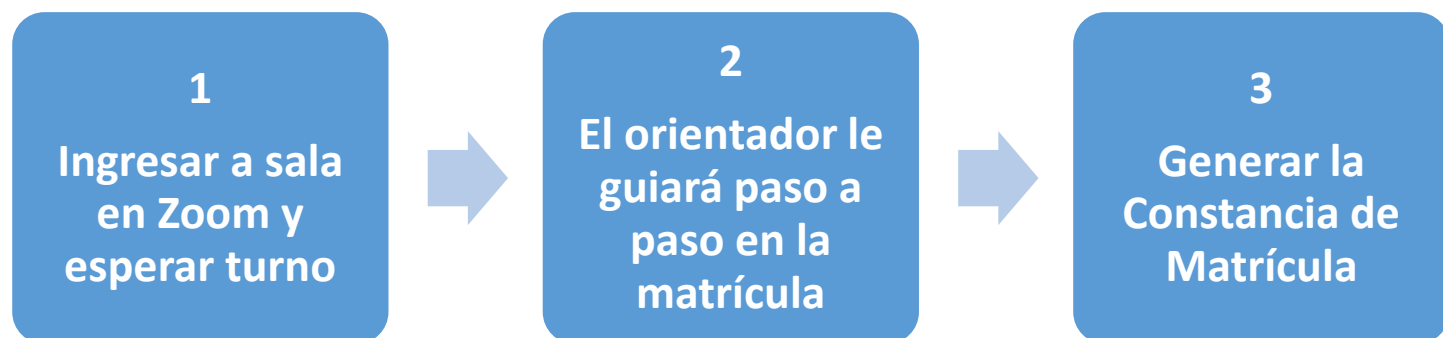 1
Ingresar a sala
en Zoom y
esperar turno
2
El orientador le
guiará paso a
paso en la
matrícula
3
Generar la
Constancia de
Matrícula